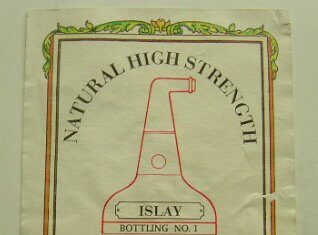 NATURAL HIGH STRENGTH
ISLAY
BOTTLING NO. 1